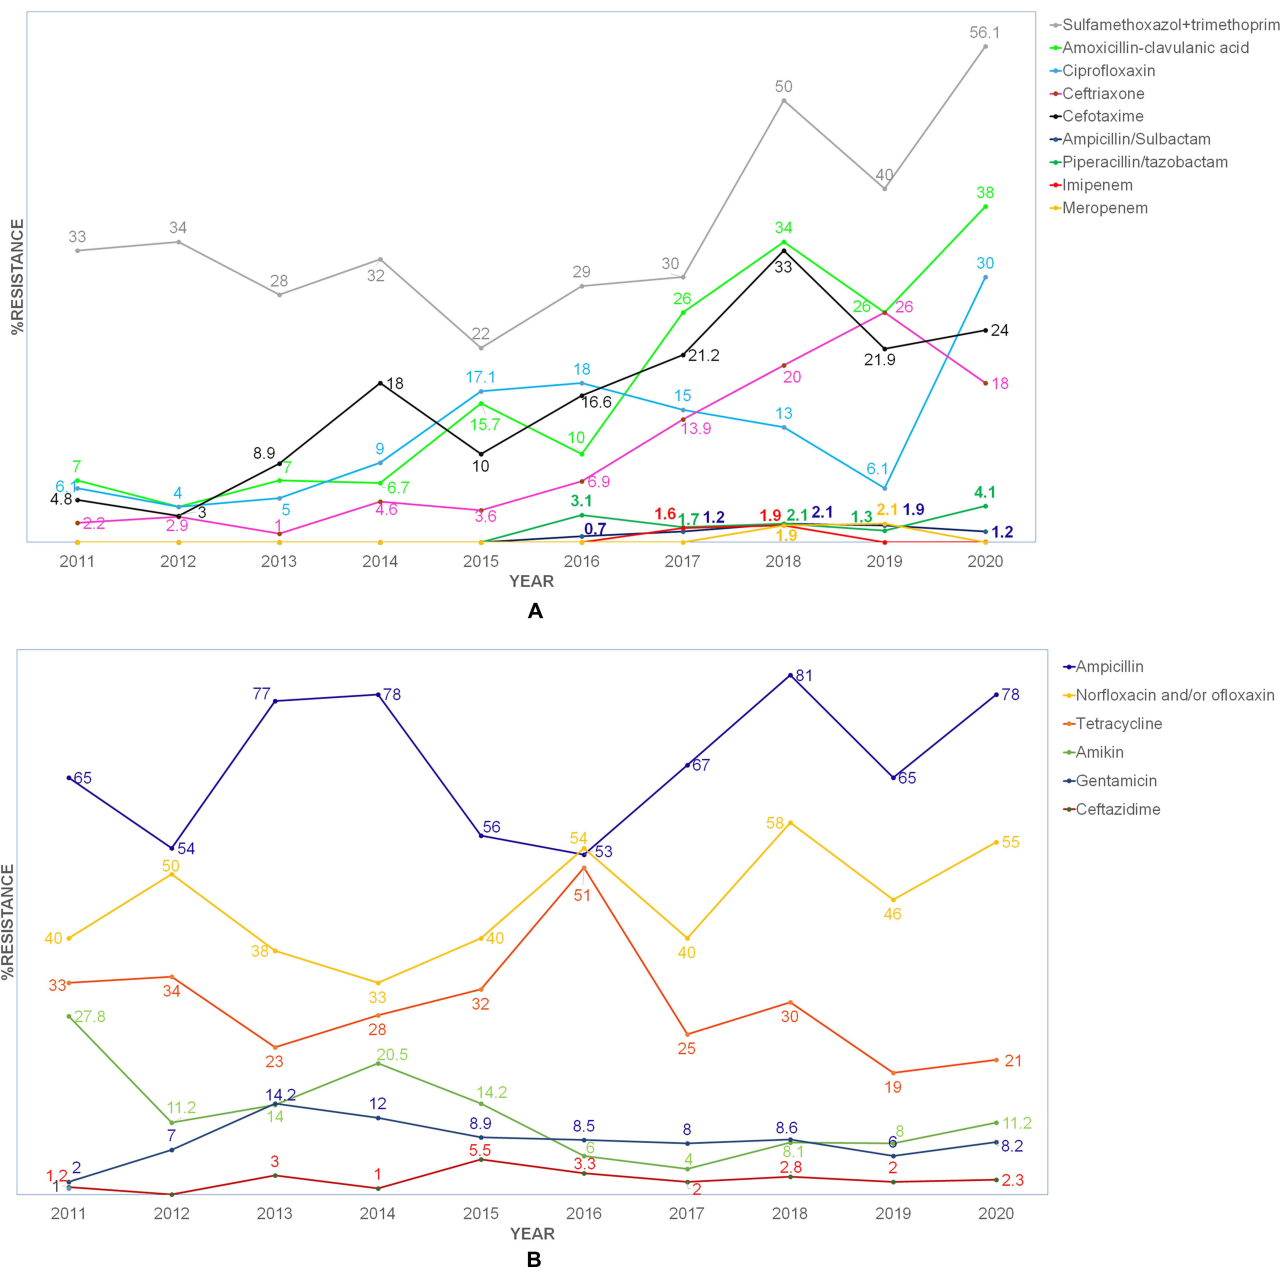 Sulfamethoxazol+trimethoprim
Amoxicillin-clavulanic acid
Ciprofloxaxin
Ceftriaxone
Cefotaxime
Ampicillin/Sulbactam
Piperacillin/tazobactam
Imipenem
Meropenem
%RESISTANCE
33 34 28 32 22 29 30 50 40 56.1
7 7 6.7 15.7 10 26 34 26 38
6.1 4 5 9 17.1 18 15 13 6.1 30
2.2 2.9 1 4.6 3.6 6.9 13.9 20 26 18
4.8 3 8.9 18 10 16.6 21.2 33 21.9 24
0.7 1.2 2.1 1.9 1.2
3.1 1.7 2.1 1.3 4.1
1.6 1.9
1.9 2.1
2011 2012 2013 2014 2015 2016 2017 2018 2019 2020
YEAR
A
Ampicillin
Norfloxacin and/or ofloxaxin
Tetracycline
Amikin
Gentamicin
Ceftazidime
%RESISTANCE
65 54 77 78 56 53 67 81 65 78
40 50 38 33 40 54 40 58 46 55
33 34 23 28 32 51 25 30 19 21
27.8 11.2 14 20.5 14.2 6 4 8.1 8 11.2
2 7 14.2 12 8.9 8.5 8 8.6 6 8.2
1.2 3 1 5.5 3.3 2 2.8 2 2.3
1
2011 2012 2013 2014 2015 2016 2017 2018 2019 2020
YEAR
B